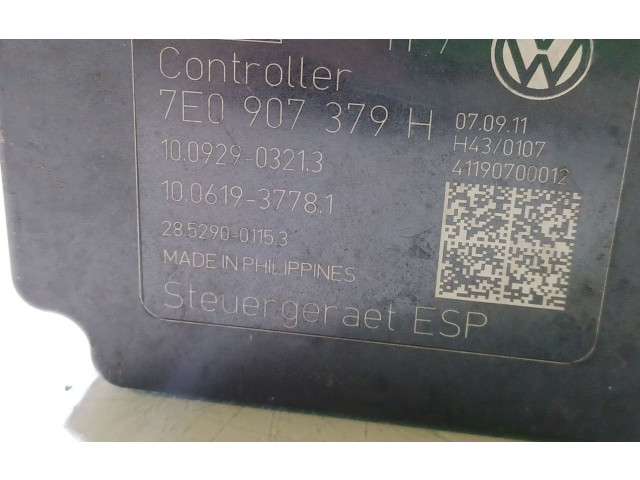 Controller
7E0 907 379 H
07.09.11
H43/0107
41190700012
10.0929-0321.3
10.0619-3778.1
28.5290-0115.3
MADE IN PHILIPPINES
Steuergeraet ESP